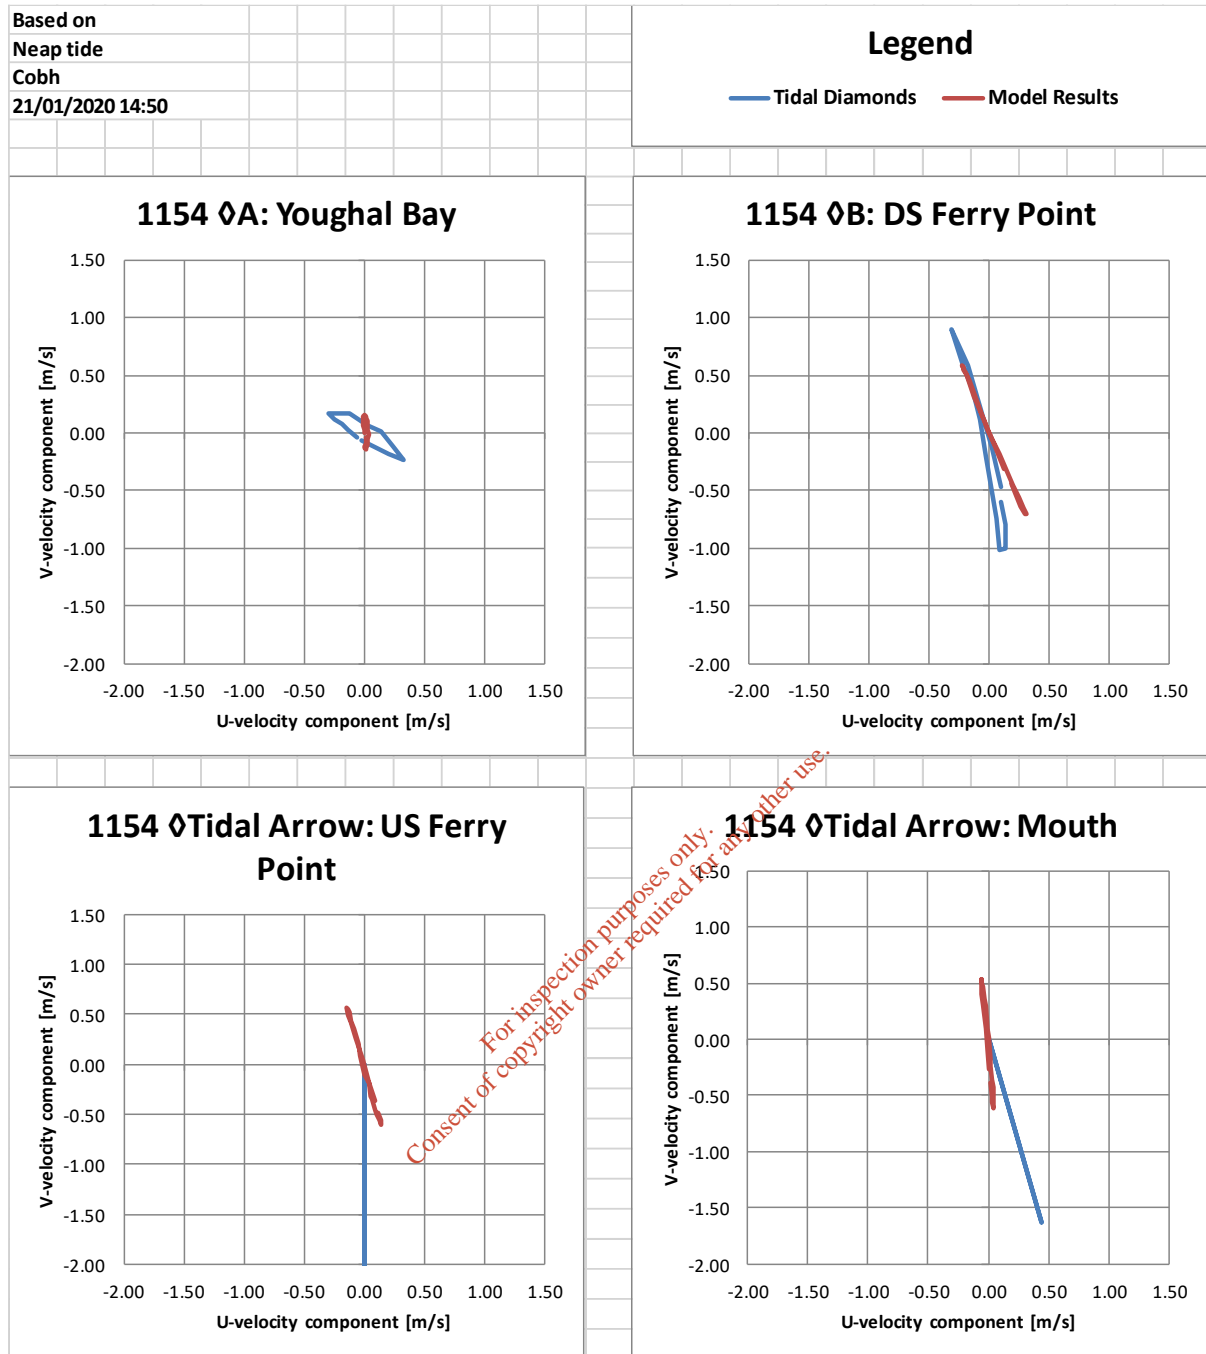 Based on
Neap tide
Cobh
21/01/2020 14:50
Legend
Tidal Diamonds
Model Results
1154 ◊A: Youghal Bay
1.50
1.00
0.50
0.00
-0.50
-1.00
-1.50
-2.00
V-velocity component [m/s]
-2.00 -1.50 -1.00 -0.50 0.00 0.50 1.00 1.50
U-velocity component [m/s]
1154 ◊B: DS Ferry Point
1.50
1.00
0.50
0.00
-0.50
-1.00
-1.50
-2.00
V-velocity component [m/s]
-2.00 -1.50 -1.00 -0.50 0.00 0.50 1.00 1.50
U-velocity component [m/s]
1154 ◊Tidal Arrow: US Ferry
Point
1.50
1.00
0.50
0.00
-0.50
-1.00
-1.50
-2.00
V-velocity component [m/s]
-2.00 -1.50 -1.00 -0.50 0.00 0.50 1.00 1.50
U-velocity component [m/s]
1154 ◊Tidal Arrow: Mouth
1.50
1.00
0.50
0.00
-0.50
-1.00
-1.50
-2.00
V-velocity component [m/s]
-2.00 -1.50 -1.00 -0.50 0.00 0.50 1.00 1.50
U-velocity component [m/s]
For inspection purposes only.
Consent of copyright owner required for any other use.